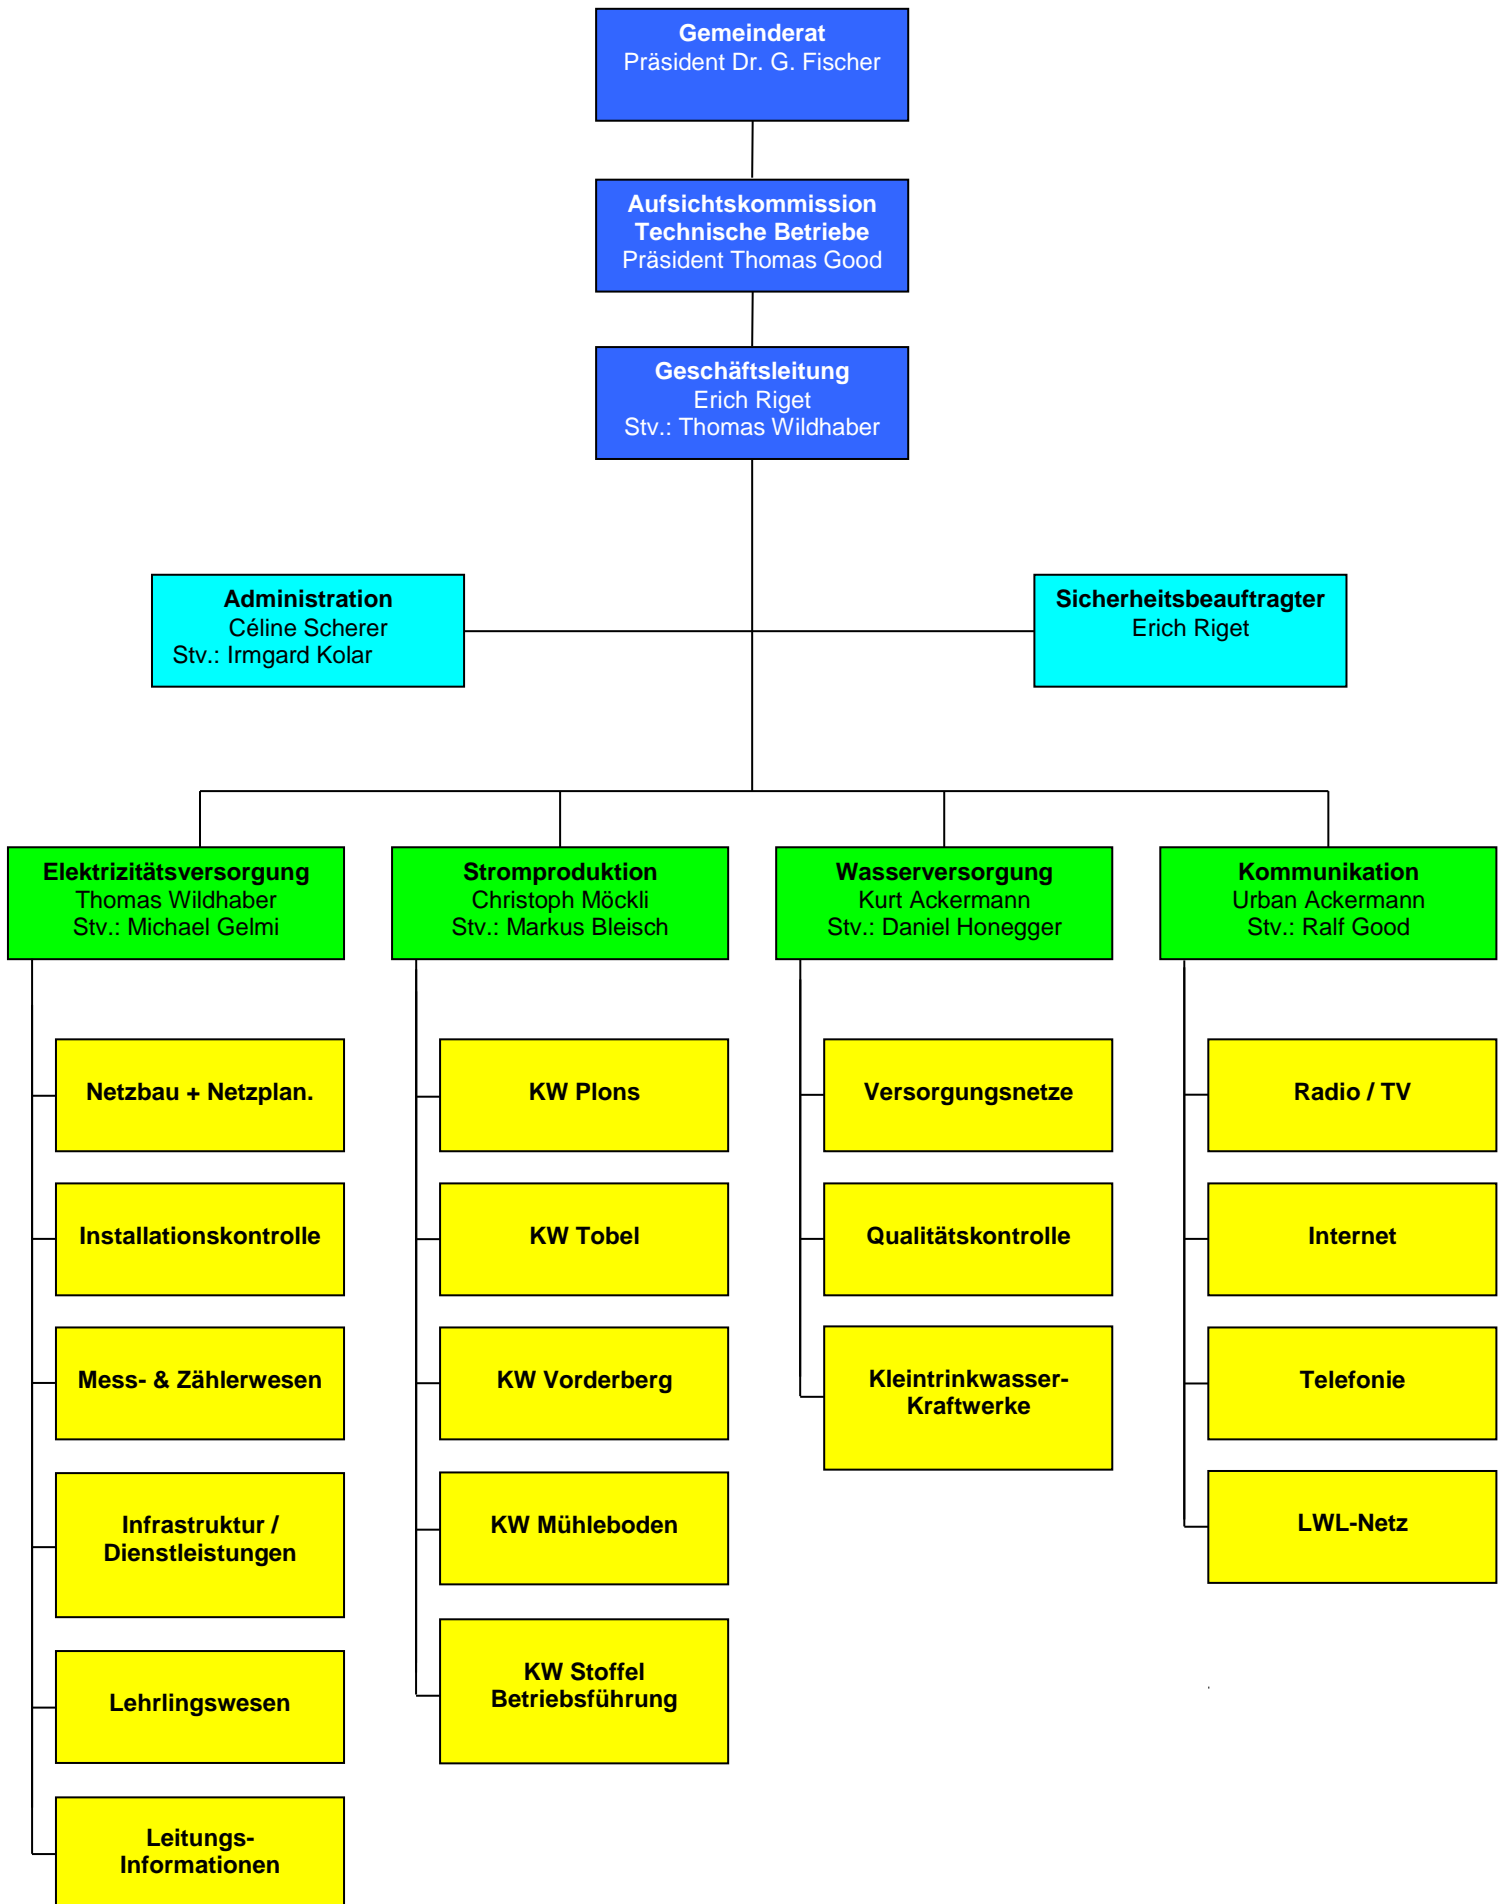 Gemeinderat
Präsident Dr. G. Fischer
Aufsichtskommission
Technische Betriebe
Präsident Thomas Good
Geschäftsleitung
Erich Riget
Stv.: Thomas Wildhaber
Administration
Céline Scherer
Stv.: Irmgard Kolar
Sicherheitsbeauftragter
Erich Riget
Elektrizitätsversorgung
Thomas Wildhaber
Stv.: Michael Gelmi
Stromproduktion
Christoph Möckli
Stv.: Markus Bleisch
Wasserversorgung
Kurt Ackermann
Stv.: Daniel Honegger
Kommunikation
Urban Ackermann
Stv.: Ralf Good
Netzbau + Netzplan.
Installationskontrolle
Mess- & Zählerwesen
Infrastruktur /
Dienstleistungen
Lehrlingswesen
Leitungs-
Informationen
KW Plons
KW Tobel
KW Vorderberg
KW Mühleboden
KW Stoffel
Betriebsführung
Versorgungsnetze
Qualitätskontrolle
Kleintrinkwasser-
Kraftwerke
Radio / TV
Internet
Telefonie
LWL-Netz